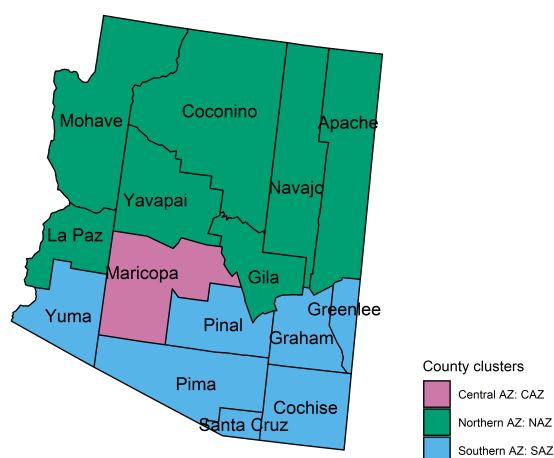 Coconino
Mohave
Apache
Navajo
Yavapai
La Paz
Maricopa
Gila
Greenlee
Yuma
Pinal
Graham
Pima
Cochise
Santa Cruz
County clusters
Central AZ: CAZ
Northern AZ: NAZ
Southern AZ: SAZ